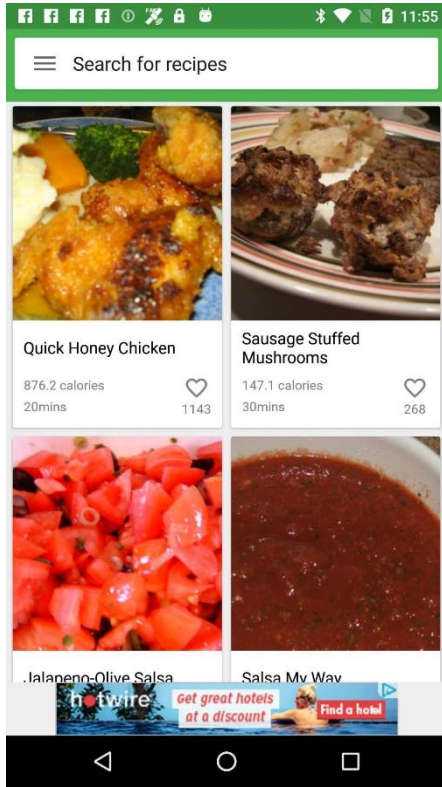 11:55
Search for recipes
Quick Honey Chicken
876.2 calories
20mins
1143
Sausage Stuffed
Mushrooms
147.1 calories
30mins
268
Jalapeno-Olive Salsa
Salsa My Way
hotwire
Get great hotels
at a discount
Find a hotel